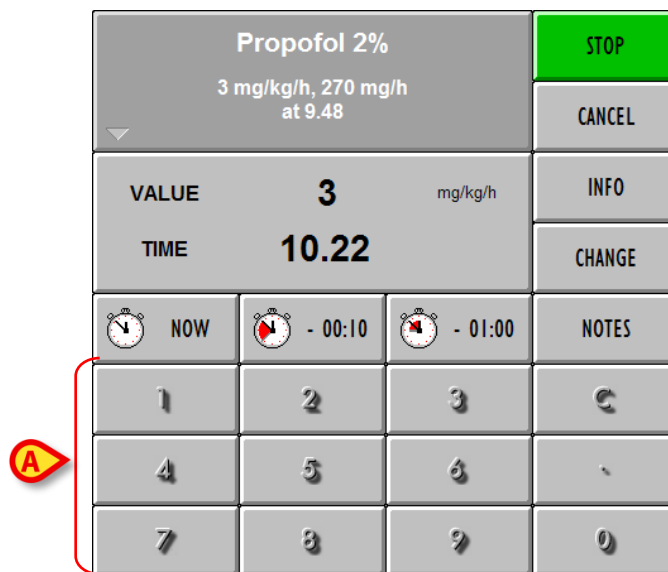 Propofol 2%
3 mg/kg/h, 270 mg/h
at 9.48
STOP
CANCEL
VALUE 3 mg/kg/h
INFO
TIME 10.22
CHANGE
NOW - 00:10 - 01:00 NOTES
1 2 3 C
A
4 5 6 .
7 8 9 0